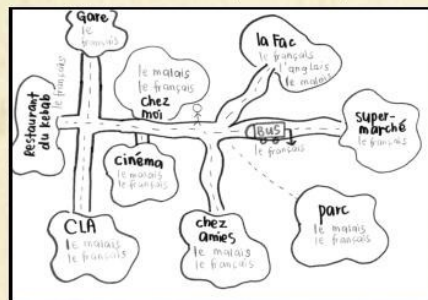 Gare
le
français
le malais
le français
chez
moi
la Fac
le français
l'anglais
le malais
Restaurant
du kebab
le français
BUS
le français
super-
marché
le français
cinéma
le malais
le français
CLA
le malais
le français
chez
amies
le malais
le français
parc
le malais
le français